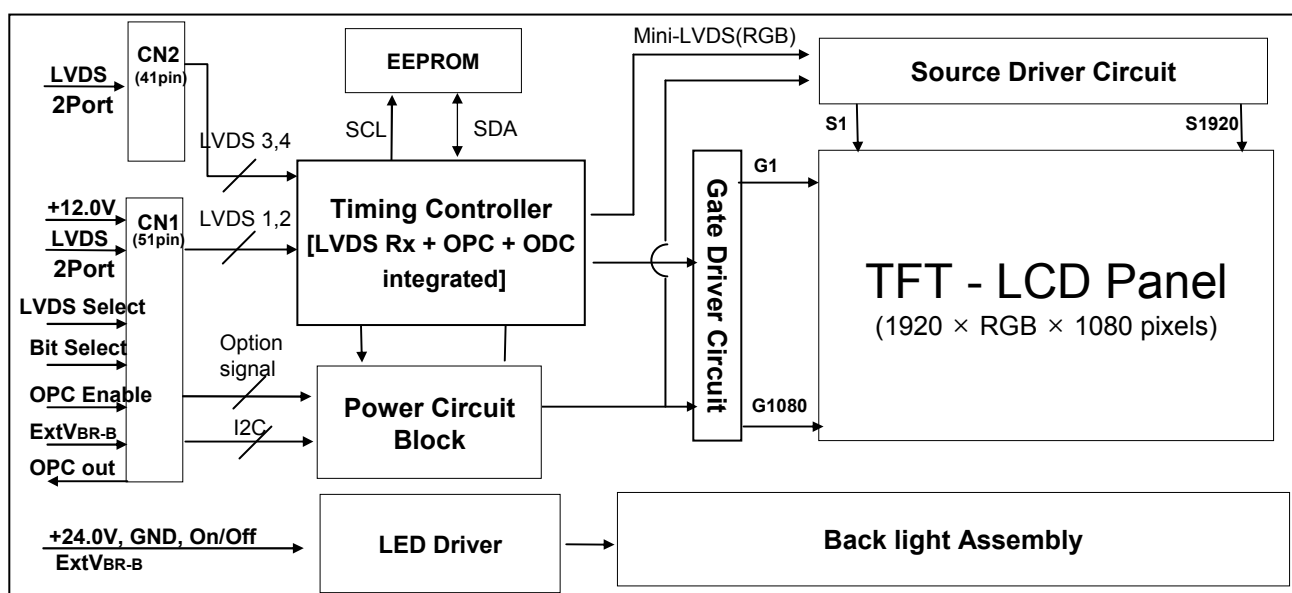 CN2
(41pin)
LVDS
2Port
EEPROM
SCL
SDA
LVDS 3,4
Mini-LVDS(RGB)
Source Driver Circuit
S1
S1920
+12.0V
LVDS
2Port
CN1
(51pin)
LVDS 1,2
Timing Controller
[LVDS Rx + OPC + ODC
integrated]
Gate Driver Circuit
G1
G1080
TFT - LCD Panel
(1920 × RGB × 1080 pixels)
LVDS Select
Bit Select
OPC Enable
ExtVBR-B
OPC out
Option
signal
I2C
Power Circuit
Block
+24.0V, GND, On/Off
ExtVBR-B
LED Driver
Back light Assembly